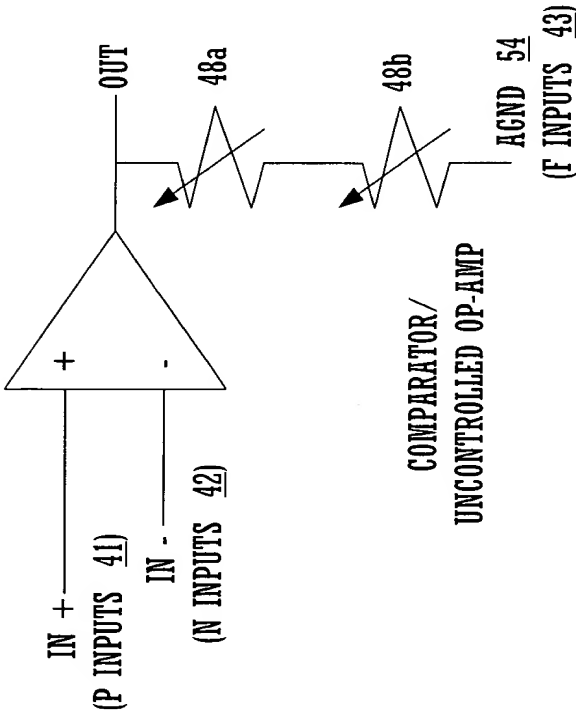 OUT
48a
48b
AGND 54
(F INPUTS 43)
+
-
IN +
(P INPUTS 41)
IN -
(N INPUTS 42)
COMPARATOR/
UNCONTROLLED OP-AMP